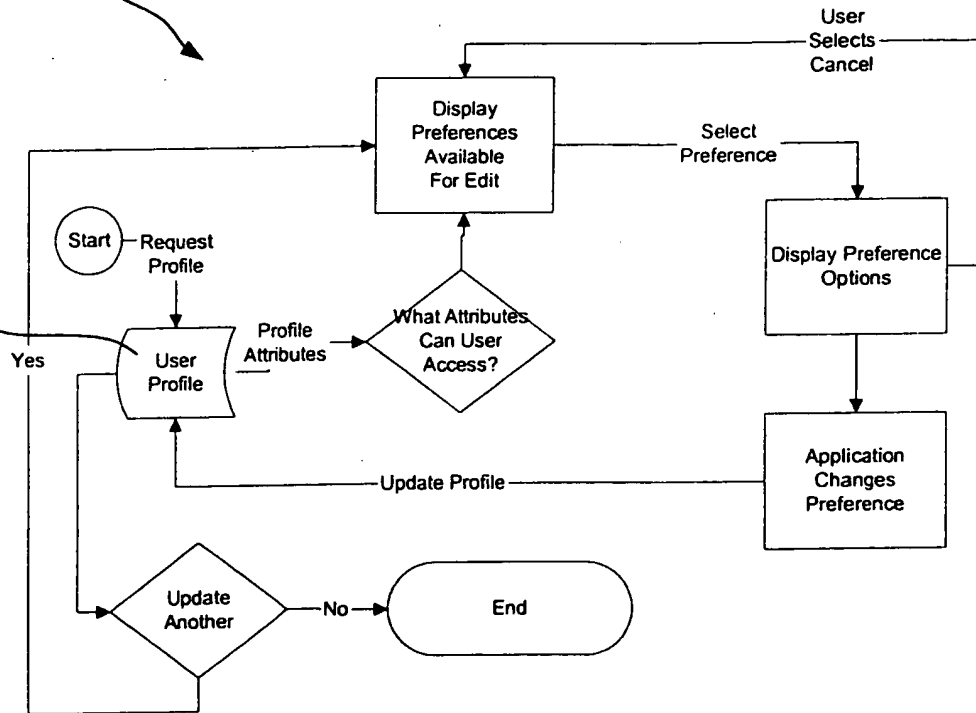 User
Selects
Cancel
Display
Preferences
Available
For Edit
Select
Preference
Start
Request
Profile
Display Preference
Options
What Attributes
Can User
Access?
Profile
Attributes
Yes
User
Profile
Application
Changes
Preference
Update Profile
Update
Another
No
End